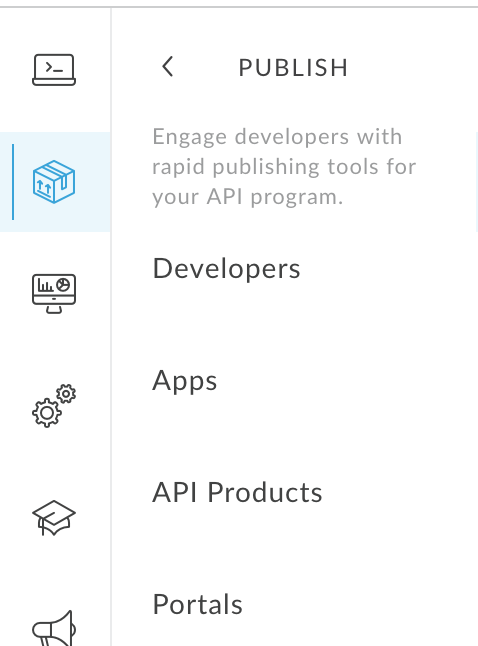 PUBLISH
Engage developers with
rapid publishing tools for
your API program.
Developers
Apps
API Products
Portals